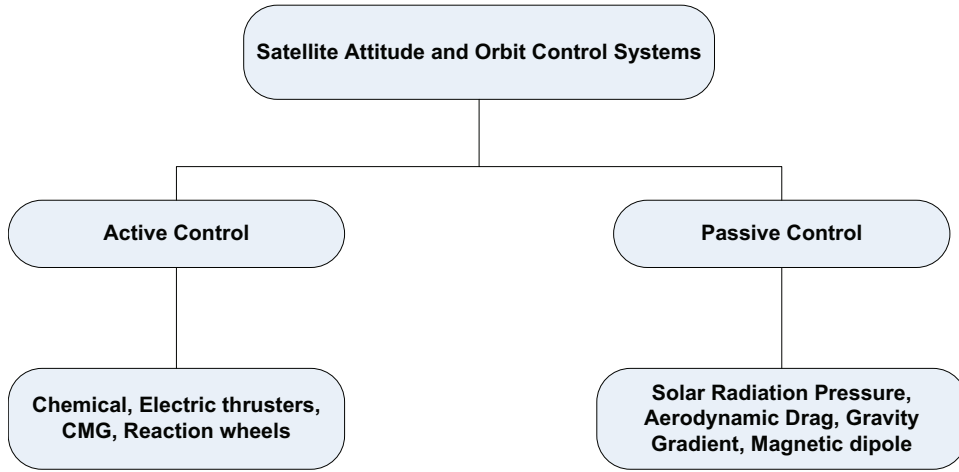 Satellite Attitude and Orbit Control Systems
Active Control
Passive Control
Chemical, Electric thrusters,
CMG, Reaction wheels
Solar Radiation Pressure,
Aerodynamic Drag, Gravity
Gradient, Magnetic dipole